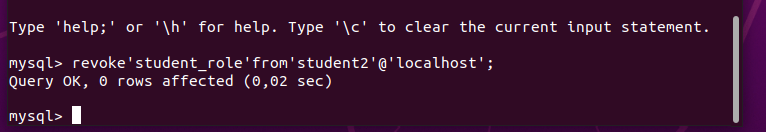 Type 'help;' or '\h' for help. Type '\c' to clear the current input statement.
mysql> revoke'student_role'from'student2'@'localhost';
Query OK, 0 rows affected (0,02 sec)
mysql>